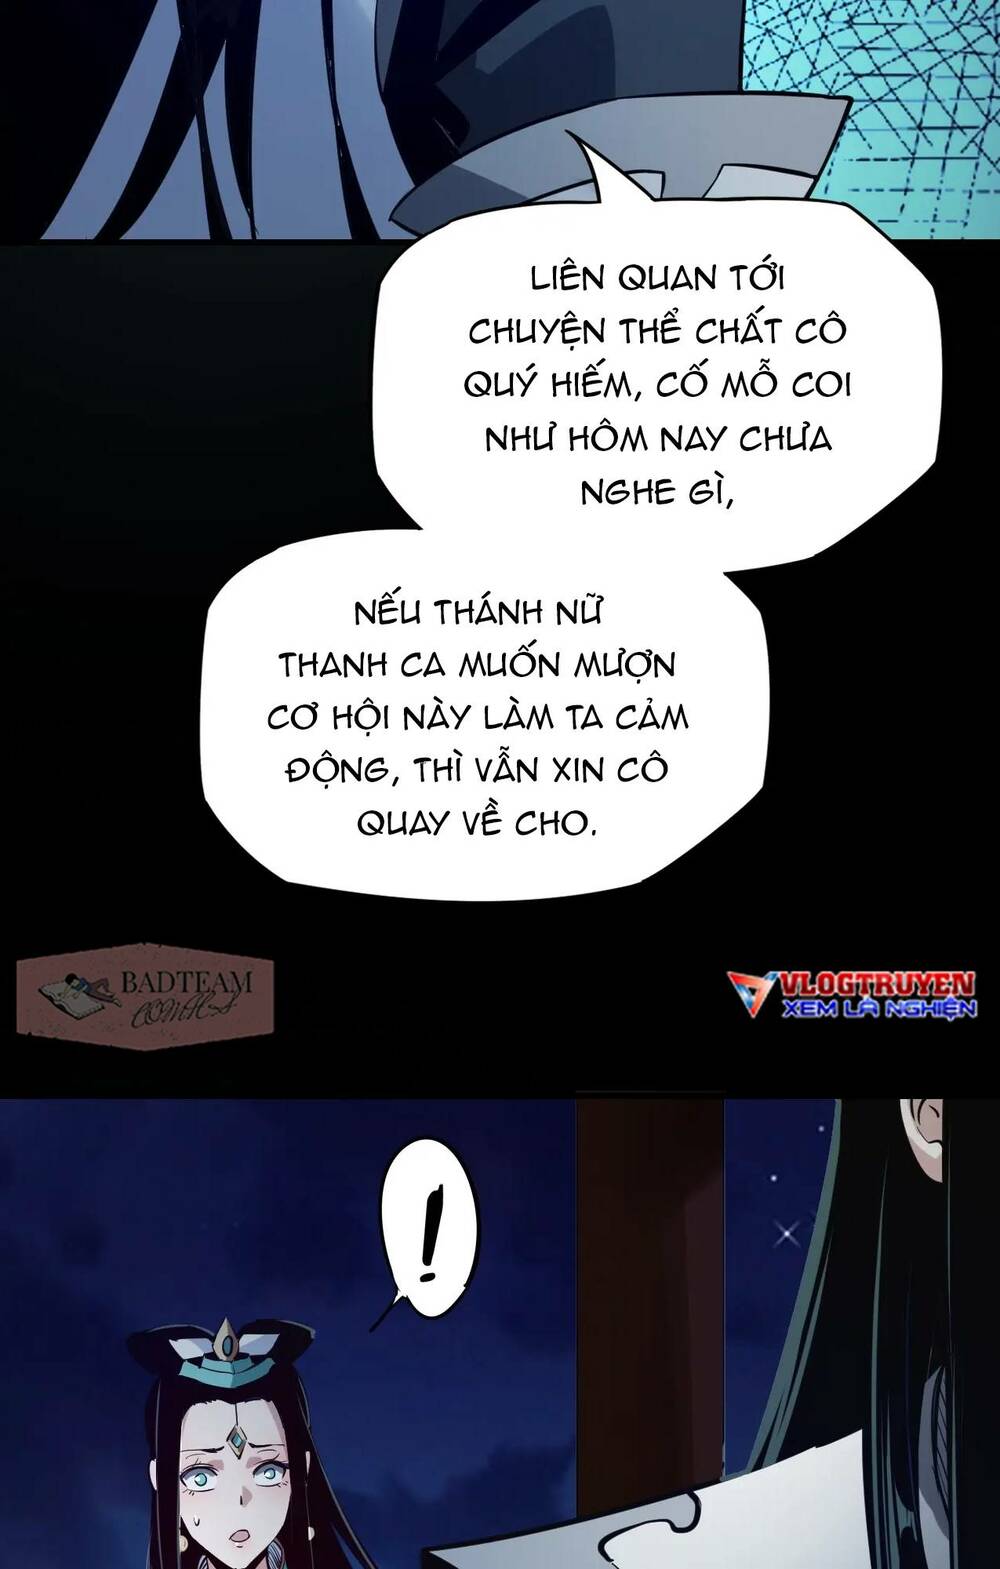 LIÊN QUAN TỚI
CHUYỆN THỂ CHẤT CÔ
QUÝ HIẾM, CỐ MỖ COI
NHƯ HÔM NAY CHƯA
NGHE GÌ,
NẾU THÁNH NỮ
THANH CA MUỐN MƯỢN
CƠ HỘI NÀY LÀM TA CẢM
ĐỘNG, THÌ VẪN XIN CÔ
QUAY VỀ CHO.
BADTEAM
COMICS
VLOGTRUYEN
XEM LÀ NGHIỆN
!